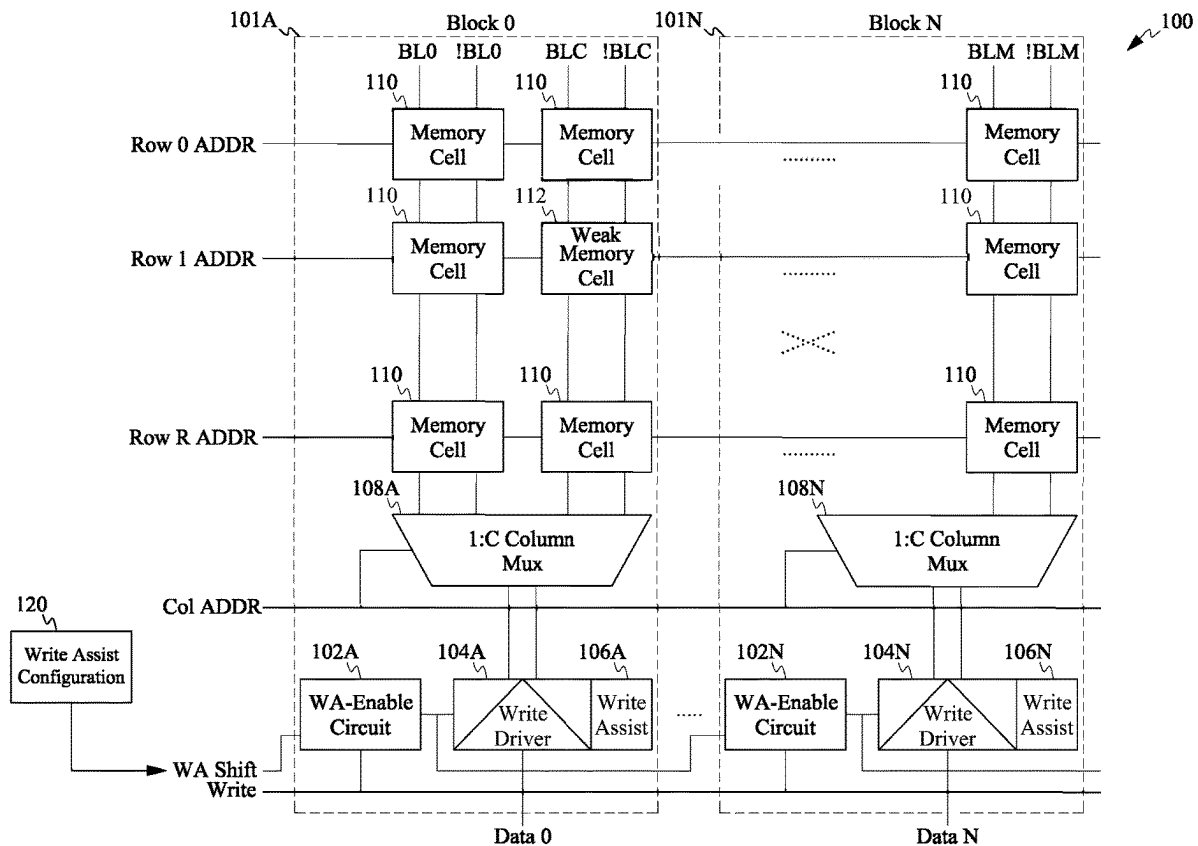 101A
Block 0
101N
Block N
100
BL0 !BL0 BLC !BLC
BLM !BLM
110
110
110
Row 0 ADDR
Memory
Cell
Memory
Cell
Memory
Cell
110
112
110
Row 1 ADDR
Memory
Cell
Weak
Memory
Cell
Memory
Cell
110
110
110
Row R ADDR
Memory
Cell
Memory
Cell
Memory
Cell
108A
108N
1:C Column
Mux
1:C Column
Mux
Col ADDR
120
Write Assist
Configuration
102A
104A
106A
102N
104N
106N
WA-Enable
Circuit
Write
Driver
Write
Assist
WA-Enable
Circuit
Write
Driver
Write
Assist
WA Shift
Write
Data 0
Data N